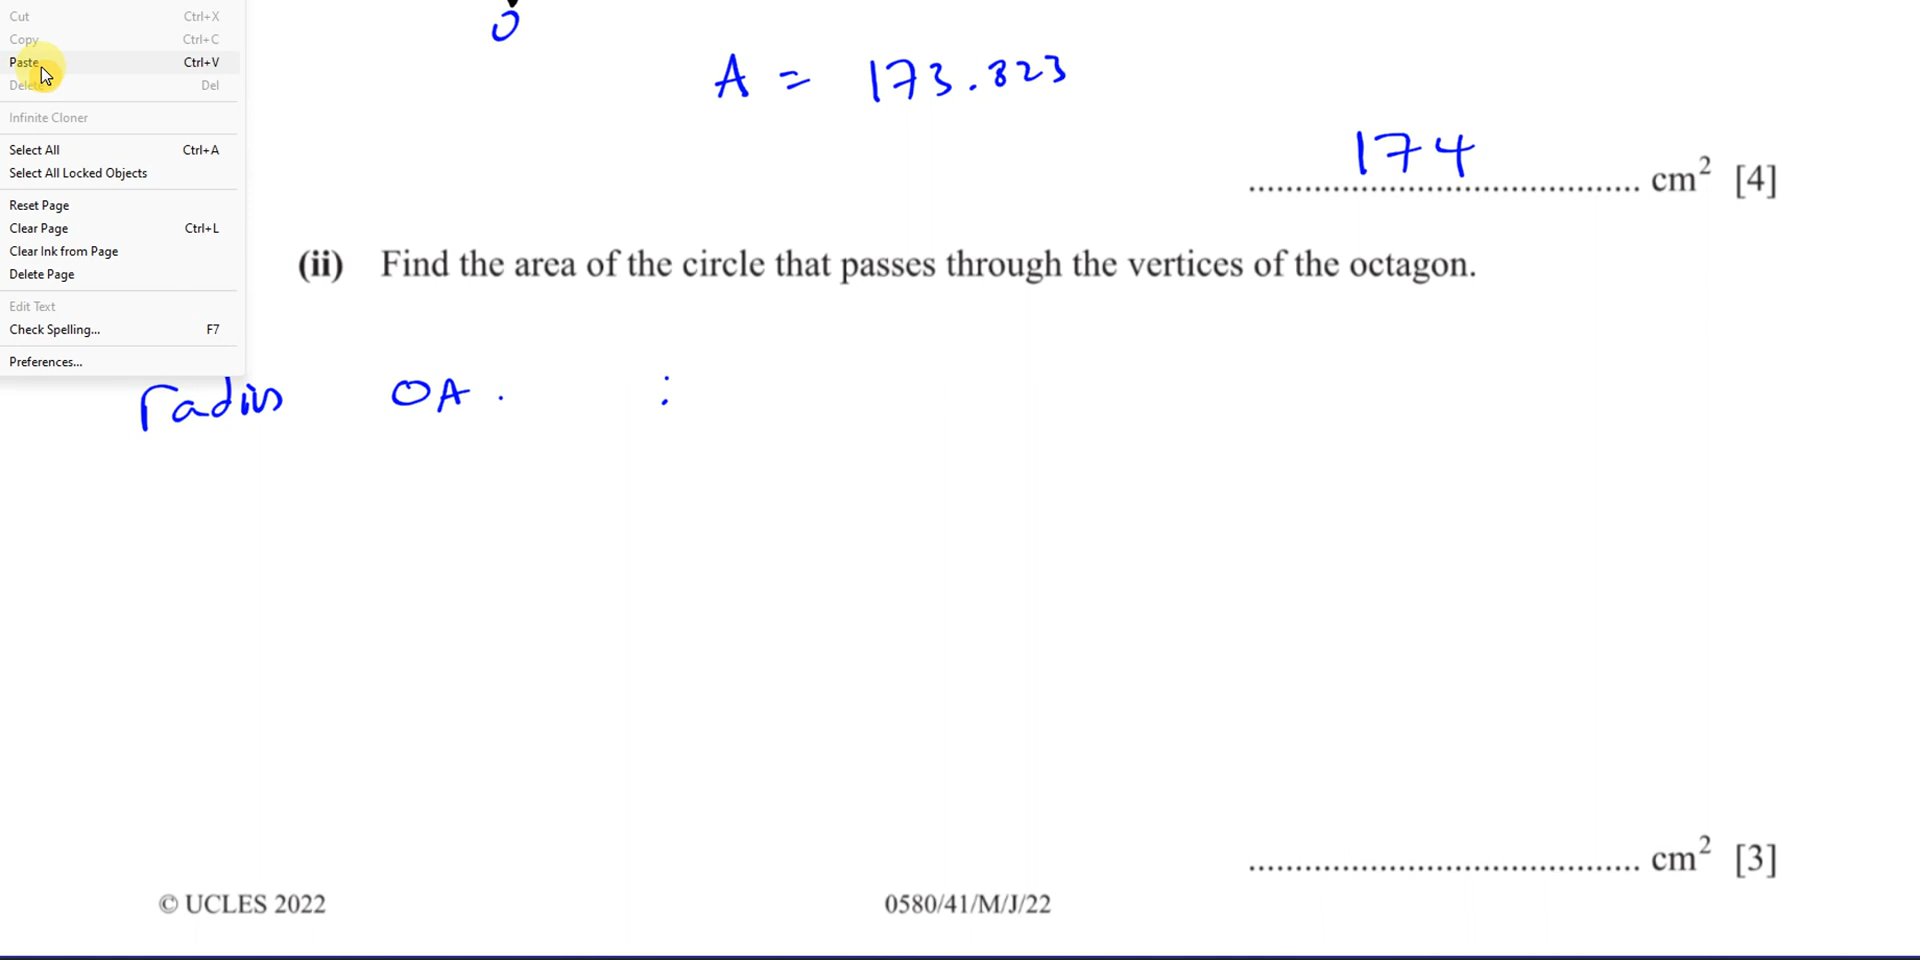 Cut Ctrl+X
Copy Ctrl+C
Paste Ctrl+V
Delete Del
Infinite Cloner
Select All Ctrl+A
Select All Locked Objects
Reset Page
Clear Page Ctrl+L
Clear Ink from Page
Delete Page
Edit Text
Check Spelling... F7
Preferences...
O
A = 173.823
174
........................................ cm² [4]
(ii) Find the area of the circle that passes through the vertices of the octagon.
radius OA . :
........................................ cm² [3]
© UCLES 2022 0580/41/M/J/22